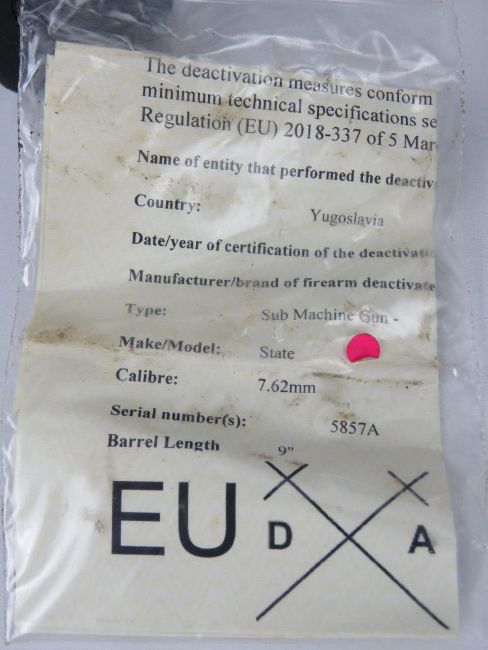 The deactivation measures conform
minimum technical specifications se
Regulation (EU) 2018-337 of 5 Mar
Name of entity that performed the deactiv
Country: Yugoslavia
Date/year of certification of the deactivatio
Manufacturer/brand of firearm deactivate
Type: Sub Machine Gun -
Make/Model: State
Calibre: 7.62mm
Serial number(s): 5857A
Barrel Length 9"
EU D A